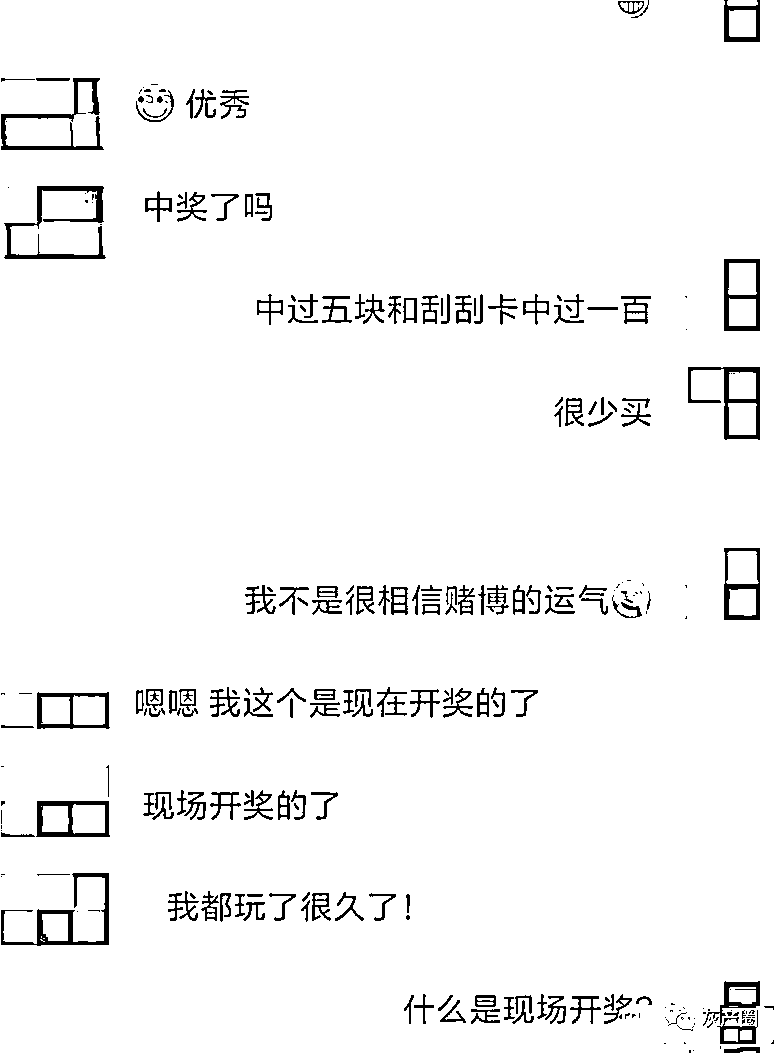 优秀
中奖了吗
中过五块和刮刮卡中过一百
很少买
我不是很相信赌博的运气
嗯嗯 我这个是现在开奖的了
现场开奖的了
我都玩了很久了!
什么是现场开奖?
灰产圈